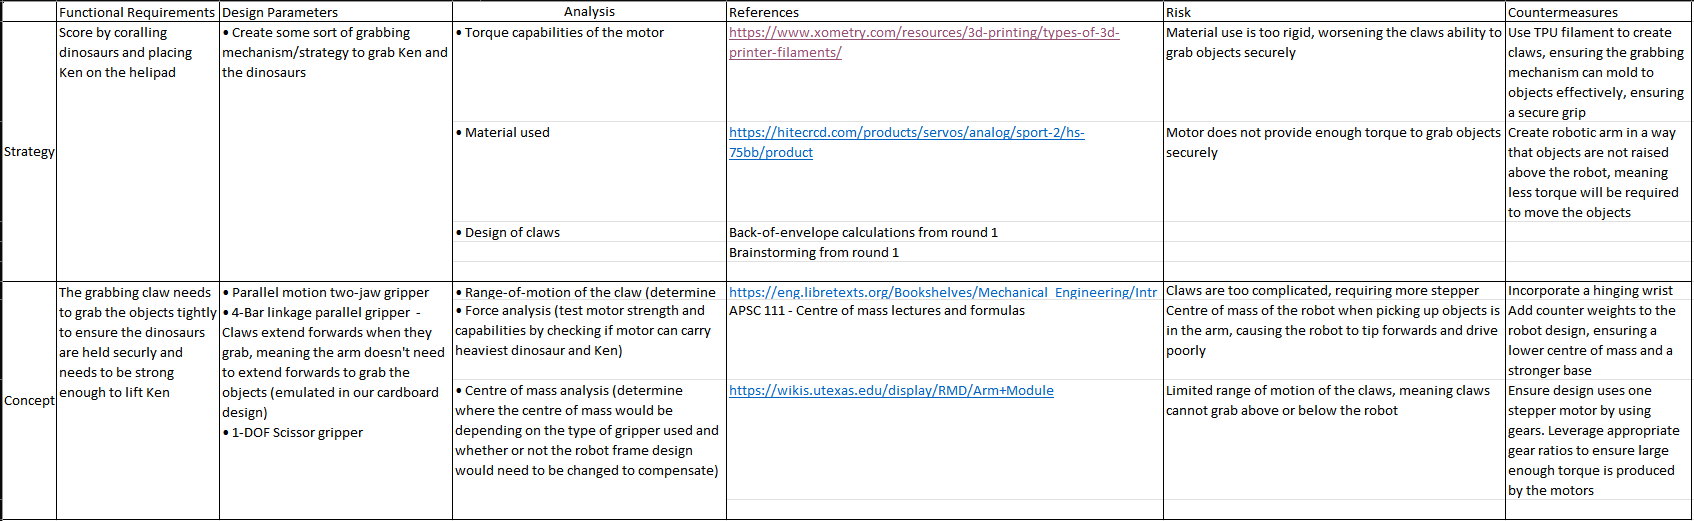 Functional Requirements
Design Parameters
Analysis
References
Risk
Countermeasures
Strategy
Score by coralling
dinosaurs and placing
Ken on the helipad
• Create some sort of grabbing
mechanism/strategy to grab Ken and
the dinosaurs
• Torque capabilities of the motor
https://www.xometry.com/resources/3d-printing/types-of-3d-
printer-filaments/
Material use is too rigid, worsening the claws ability to
grab objects securely
Use TPU filament to create
claws, ensuring the grabbing
mechanism can mold to
objects effectively, ensuring
a secure grip
• Material used
https://hitecrcd.com/products/servos/analog/sport-2/hs-
75bb/product
Motor does not provide enough torque to grab objects
securely
Create robotic arm in a way
that objects are not raised
above the robot, meaning
less torque will be required
to move the objects
• Design of claws
Back-of-envelope calculations from round 1
Brainstorming from round 1
Concept
The grabbing claw needs
to grab the objects tightly
to ensure the dinosaurs
are held securly and
needs to be strong
enough to lift Ken
• Parallel motion two-jaw gripper
• 4-Bar linkage parallel gripper -
Claws extend forwards when they
grab, meaning the arm doesn't need
to extend forwards to grab the
objects (emulated in our cardboard
design)
• 1-DOF Scissor gripper
• Range-of-motion of the claw (determine
https://eng.libretexts.org/Bookshelves/Mechanical_Engineering/Intr
Claws are too complicated, requiring more stepper
Incorporate a hinging wrist
• Force analysis (test motor strength and
capabilities by checking if motor can carry
heaviest dinosaur and Ken)
APSC 111 - Centre of mass lectures and formulas
Centre of mass of the robot when picking up objects is
in the arm, causing the robot to tip forwards and drive
poorly
Add counter weights to the
robot design, ensuring a
lower centre of mass and a
stronger base
• Centre of mass analysis (determine
where the centre of mass would be
depending on the type of gripper used and
whether or not the robot frame design
would need to be changed to compensate)
https://wikis.utexas.edu/display/RMD/Arm+Module
Limited range of motion of the claws, meaning claws
cannot grab above or below the robot
Ensure design uses one
stepper motor by using
gears. Leverage appropriate
gear ratios to ensure large
enough torque is produced
by the motors